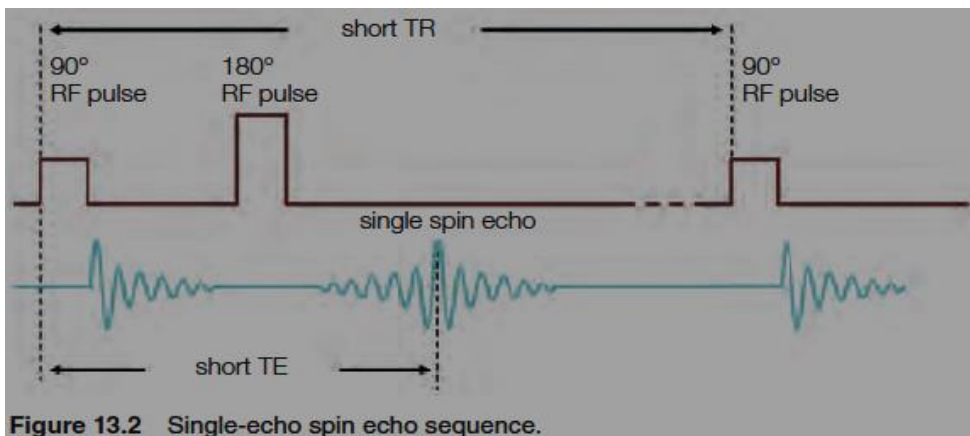 short TR
90° 180° 90°
RF pulse RF pulse RF pulse
single spin echo
short TE
Figure 13.2 Single-echo spin echo sequence.